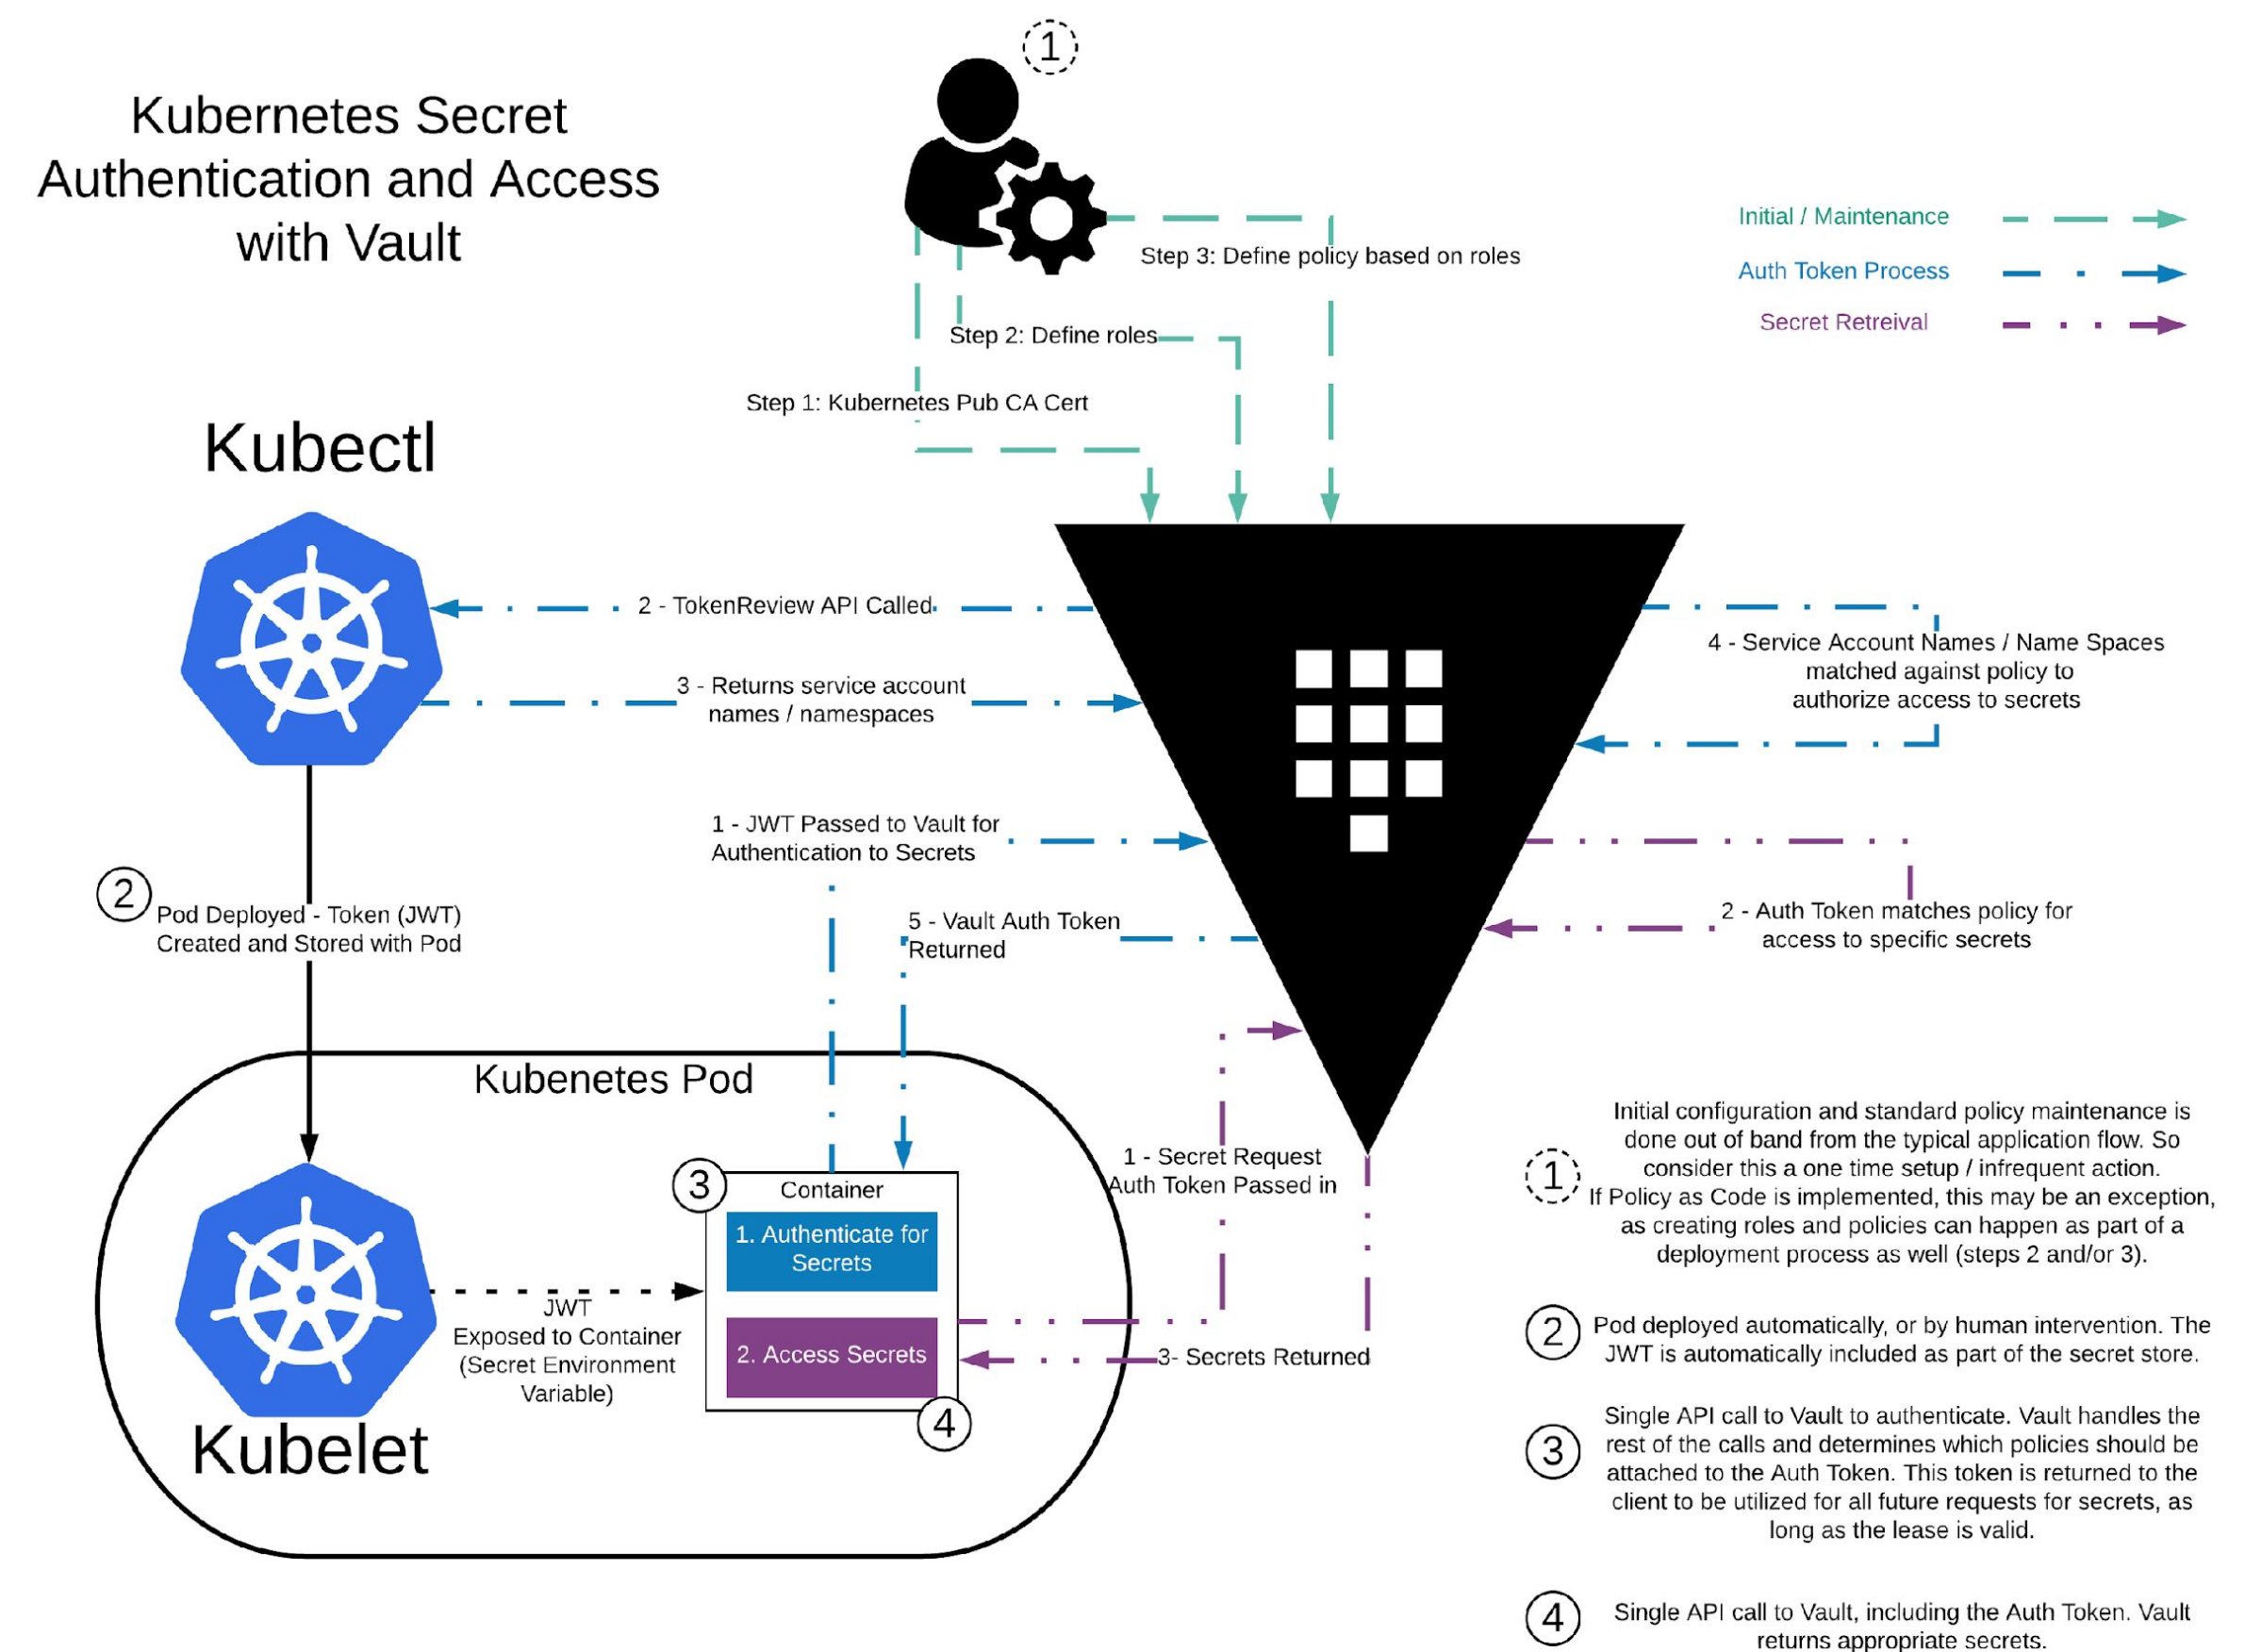 Kubernetes Secret
Authentication and Access
with Vault
1
Step 3: Define policy based on roles
Step 2: Define roles
Step 1: Kubernetes Pub CA Cert
Initial / Maintenance
Auth Token Process
Secret Retreival
Kubectl
2 - TokenReview API Called
3 - Returns service account
names / namespaces
4 - Service Account Names / Name Spaces
matched against policy to
authorize access to secrets
1 - JWT Passed to Vault for
Authentication to Secrets
2
Pod Deployed - Token (JWT)
Created and Stored with Pod
5 - Vault Auth Token
Returned
2 - Auth Token matches policy for
access to specific secrets
Kubenetes Pod
1 - Secret Request
Auth Token Passed in
3
Container
1. Authenticate for
Secrets
2. Access Secrets
4
JWT
Exposed to Container
(Secret Environment
Variable)
3- Secrets Returned
Kubelet
1
Initial configuration and standard policy maintenance is
done out of band from the typical application flow. So
consider this a one time setup / infrequent action.
If Policy as Code is implemented, this may be an exception,
as creating roles and policies can happen as part of a
deployment process as well (steps 2 and/or 3).
2
Pod deployed automatically, or by human intervention. The
JWT is automatically included as part of the secret store.
3
Single API call to Vault to authenticate. Vault handles the
rest of the calls and determines which policies should be
attached to the Auth Token. This token is returned to the
client to be utilized for all future requests for secrets, as
long as the lease is valid.
4
Single API call to Vault, including the Auth Token. Vault
returns appropriate secrets.